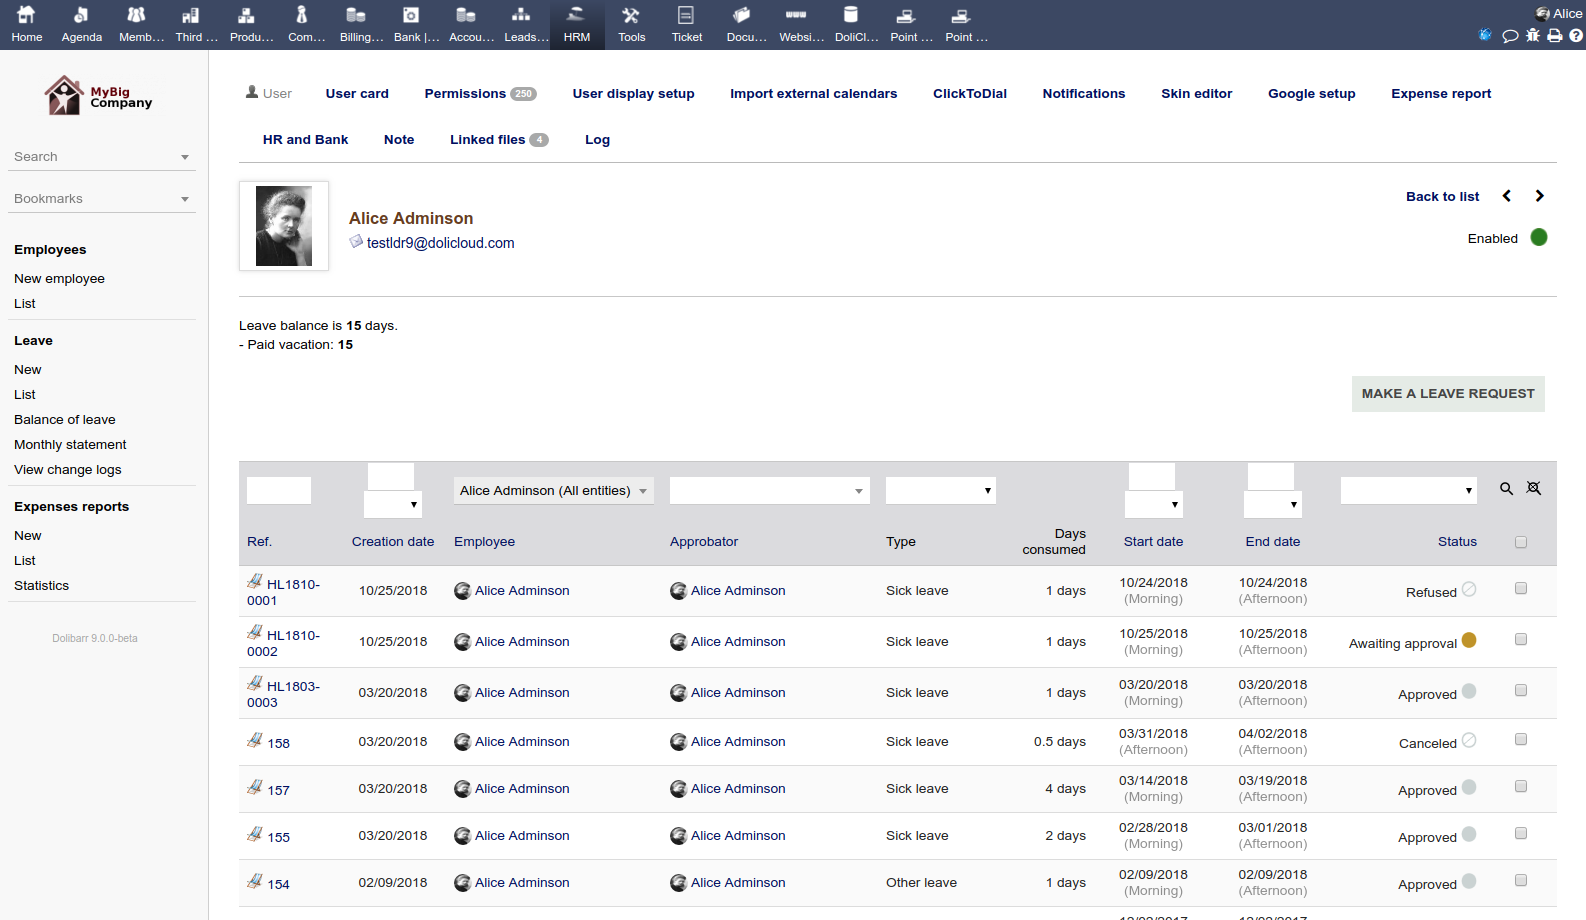 Home Agenda Memb... Third ... Produ... Com... Billing... Bank |... Accou... Leads... HRM Tools Ticket Docu... Websi... DoliCl... Point ... Point ... Alice
MyBig
Company
Search
Bookmarks
Employees
New employee
List
Leave
New
List
Balance of leave
Monthly statement
View change logs
Expenses reports
New
List
Statistics
Dolibarr 9.0.0-beta
User User card Permissions 250 User display setup Import external calendars ClickToDial Notifications Skin editor Google setup Expense report
HR and Bank Note Linked files 4 Log
Alice Adminson
testldr9@dolicloud.com
Back to list
Enabled
Leave balance is 15 days.
- Paid vacation: 15
MAKE A LEAVE REQUEST
Alice Adminson (All entities)
Ref. Creation date Employee Approbator Type Days consumed Start date End date Status
HL1810-0001 10/25/2018 Alice Adminson Alice Adminson Sick leave 1 days 10/24/2018 (Morning) 10/24/2018 (Afternoon) Refused
HL1810-0002 10/25/2018 Alice Adminson Alice Adminson Sick leave 1 days 10/25/2018 (Morning) 10/25/2018 (Afternoon) Awaiting approval
HL1803-0003 03/20/2018 Alice Adminson Alice Adminson Sick leave 1 days 03/20/2018 (Morning) 03/20/2018 (Afternoon) Approved
158 03/20/2018 Alice Adminson Alice Adminson Sick leave 0.5 days 03/31/2018 (Afternoon) 04/02/2018 (Afternoon) Canceled
157 03/20/2018 Alice Adminson Alice Adminson Sick leave 4 days 03/14/2018 (Morning) 03/19/2018 (Afternoon) Approved
155 03/20/2018 Alice Adminson Alice Adminson Sick leave 2 days 02/28/2018 (Morning) 03/01/2018 (Afternoon) Approved
154 02/09/2018 Alice Adminson Alice Adminson Other leave 1 days 02/09/2018 (Morning) 02/09/2018 (Afternoon) Approved